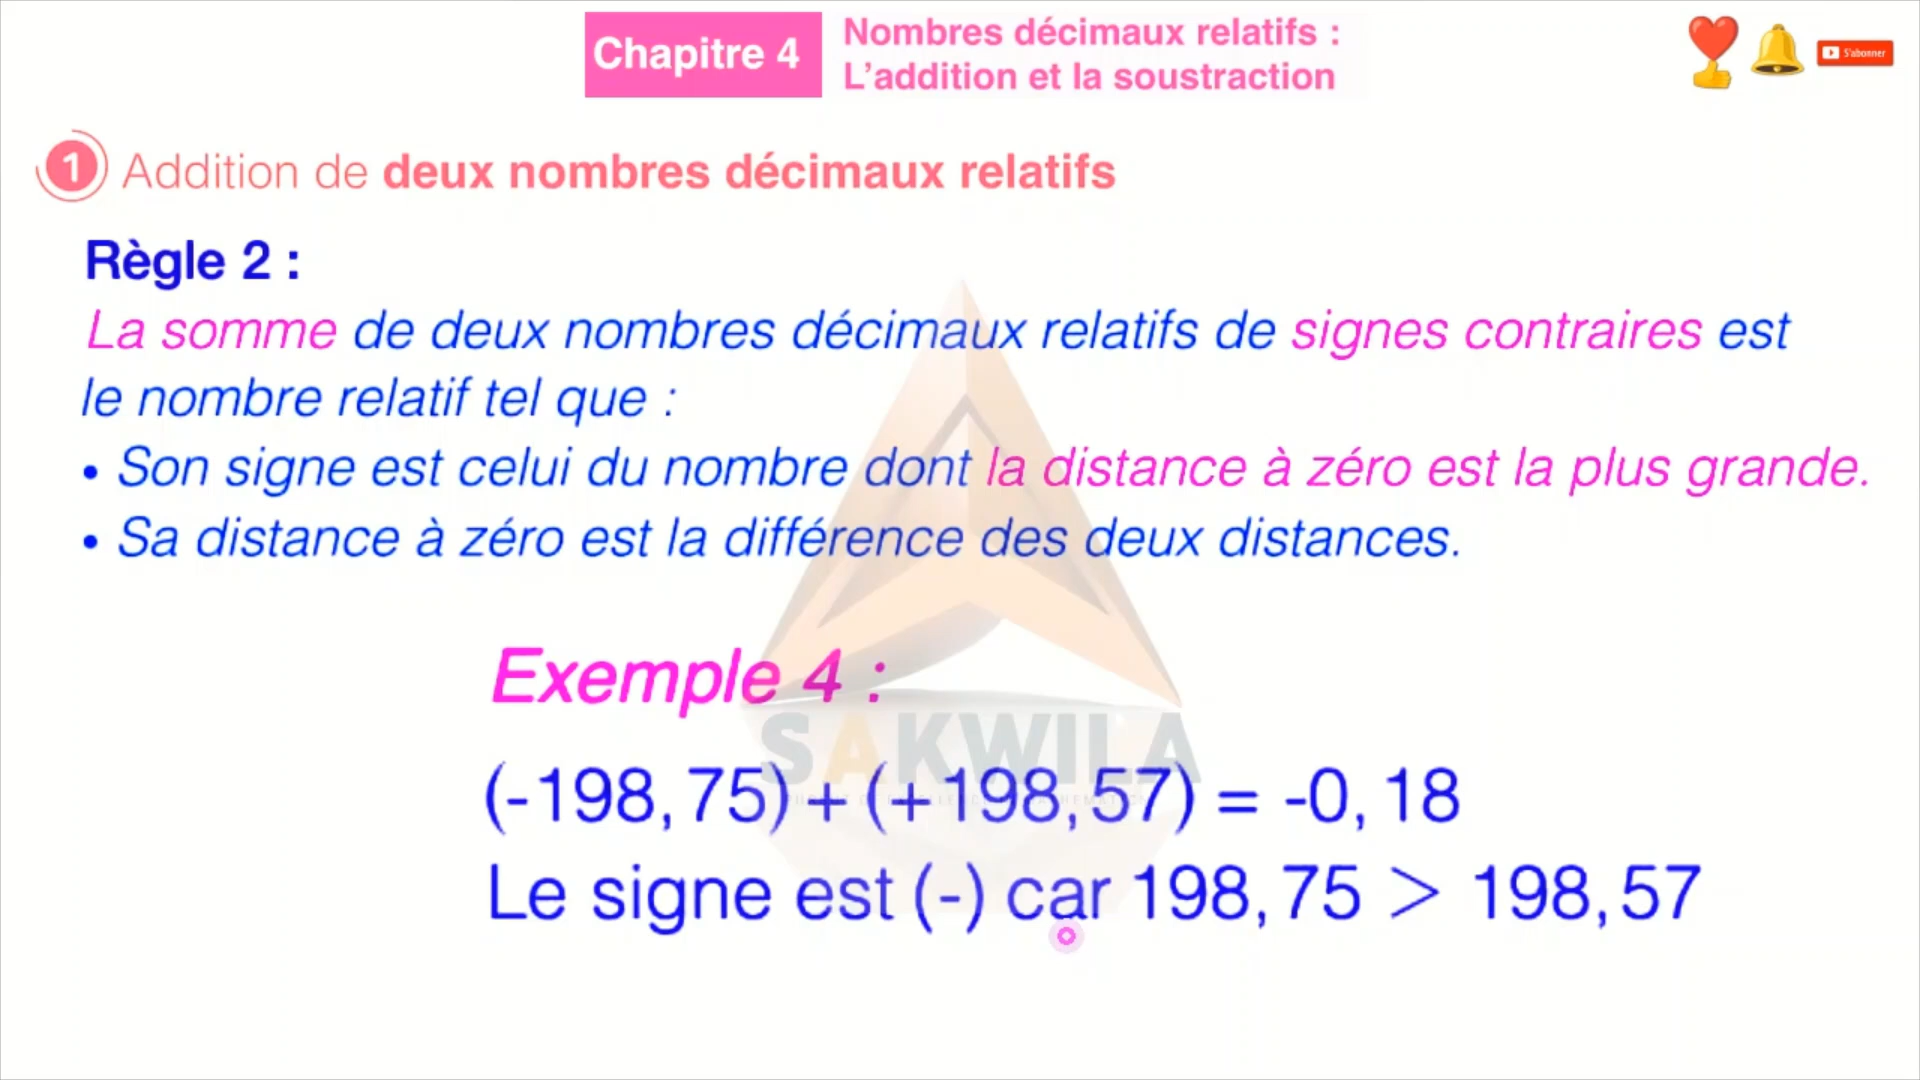 Chapitre 4
Nombres décimaux relatifs :
L'addition et la soustraction
S'abonner
1 Addition de deux nombres décimaux relatifs
Règle 2 :
La somme de deux nombres décimaux relatifs de signes contraires est
le nombre relatif tel que :
• Son signe est celui du nombre dont la distance à zéro est la plus grande.
• Sa distance à zéro est la différence des deux distances.
Exemple 4 :
SAKWILA
(-198,75)+(+198,57) = -0,18
Le signe est (-) car 198,75 > 198,57